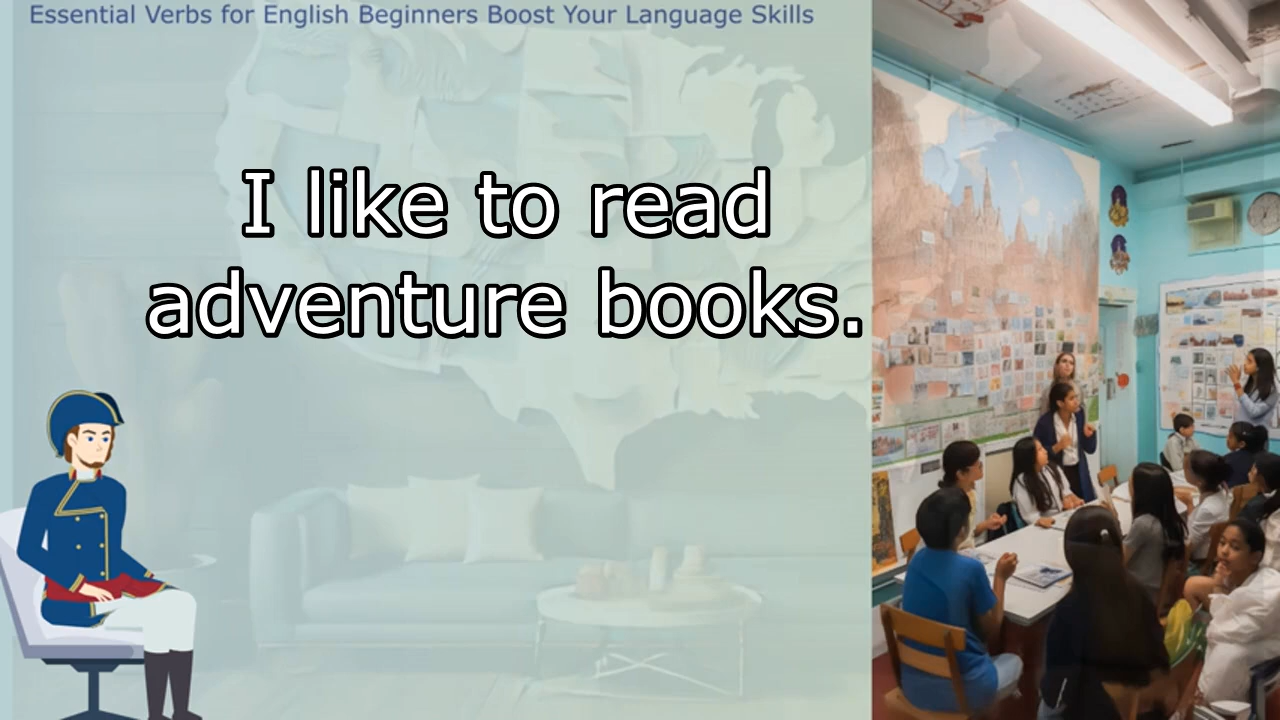 Essential Verbs for English Beginners Boost Your Language Skills
I like to read
adventure books.